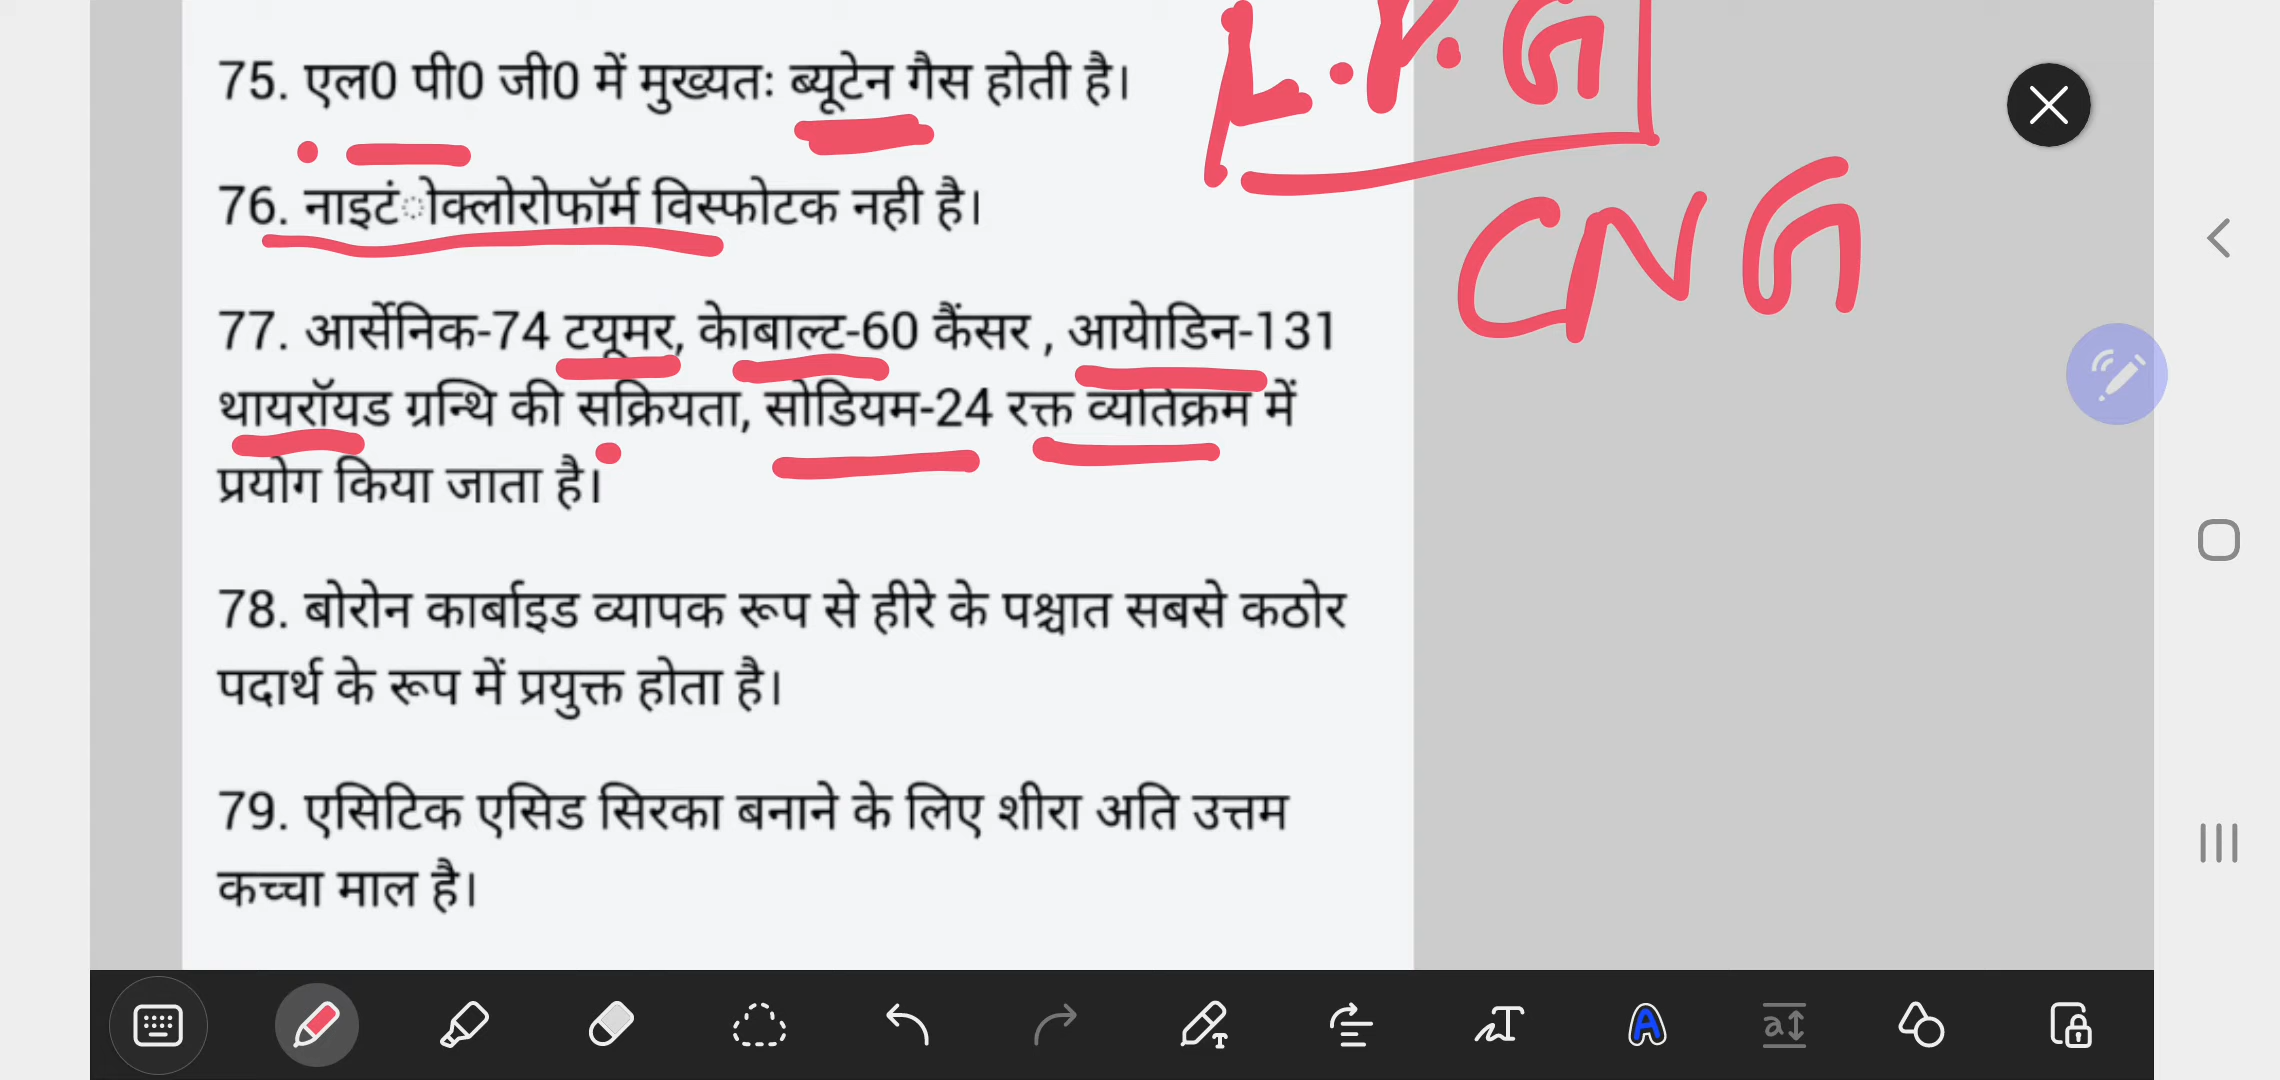 75. एल0 पी0 जी0 में मुख्यतः ब्यूटेन गैस होती है।
L.P.G
76. नाइटंोक्लोरोफॉर्म विस्फोटक नही है।
CNG
77. आर्सेनिक-74 टयूमर, केाबाल्ट-60 कैंसर , आयेाडिन-131
थायरॉयड ग्रन्थि की सक्रियता, सोडियम-24 रक्त व्यतिक्रम में
प्रयोग किया जाता है।
78. बोरोन कार्बाइड व्यापक रूप से हीरे के पश्चात सबसे कठोर
पदार्थ के रूप में प्रयुक्त होता है।
79. एसिटिक एसिड सिरका बनाने के लिए शीरा अति उत्तम
कच्चा माल है।